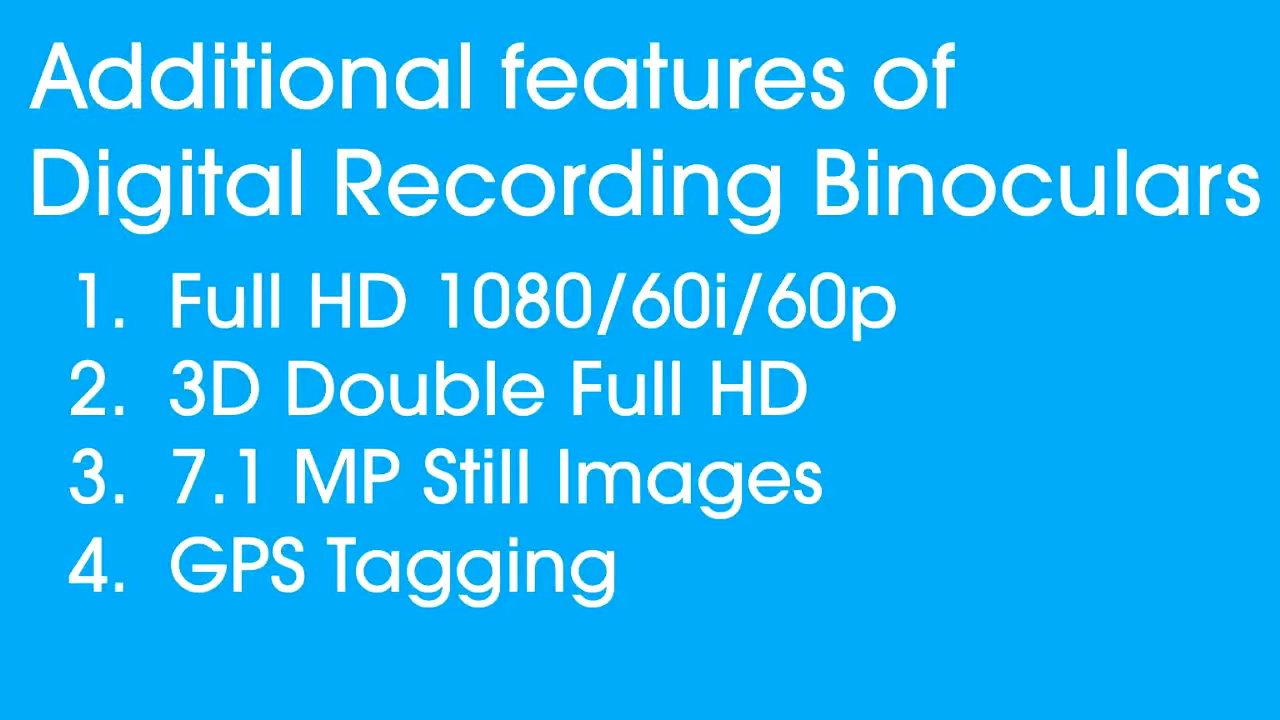 Additional features of
Digital Recording Binoculars
1. Full HD 1080/60i/60p
2. 3D Double Full HD
3. 7.1 MP Still Images
4. GPS Tagging